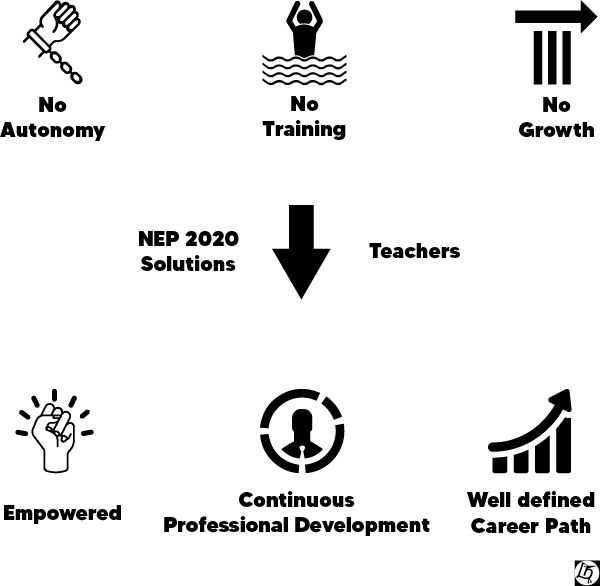 No
Autonomy
No
Training
No
Growth
NEP 2020
Solutions
Teachers
Empowered
Continuous
Professional Development
Well defined
Career Path